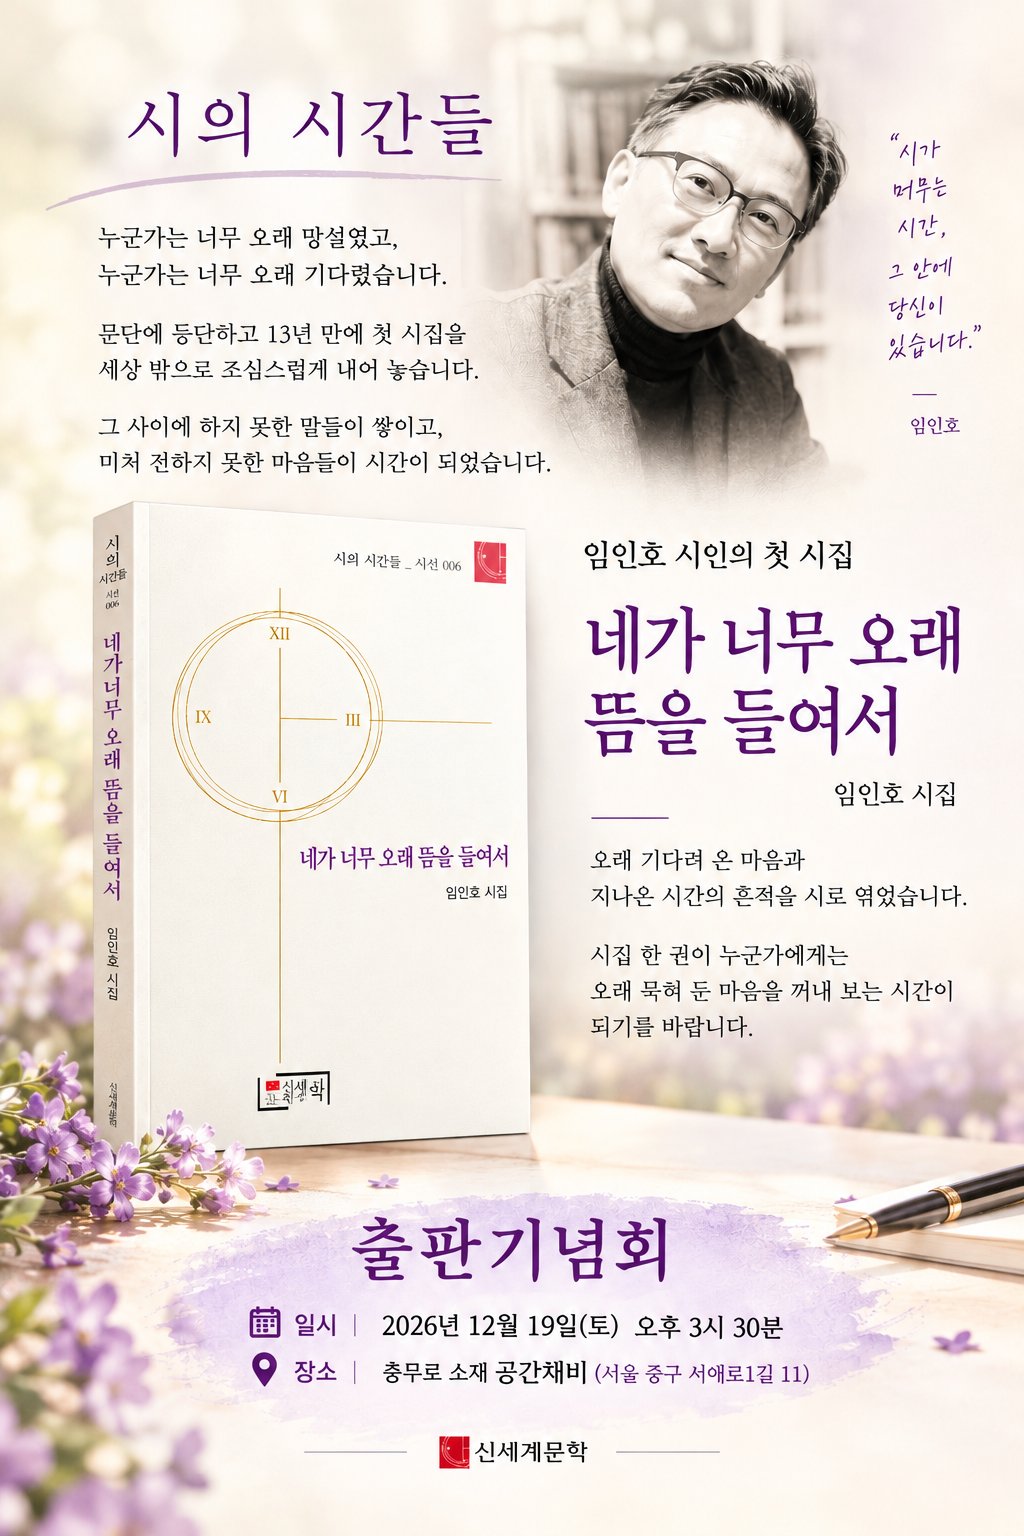 시의 시간들
누군가는 너무 오래 망설였고,
누군가는 너무 오래 기다렸습니다.
문단에 등단하고 13년 만에 첫 시집을
세상 밖으로 조심스럽게 내어 놓습니다.
그 사이에 하지 못한 말들이 쌓이고,
미처 전하지 못한 마음들이 시간이 되었습니다.
“시가
머무는
시간,
그 안에
당신이
있습니다.”
임인호
시의 시간들 시선 006
네가 너무 오래 뜸을 들여서
임인호 시집
시의 시간들 _ 시선 006
XII
IX
III
VI
네가 너무 오래 뜸을 들여서
임인호 시집
임인호 시인의 첫 시집
네가 너무 오래
뜸을 들여서
임인호 시집
오래 기다려 온 마음과
지나온 시간의 흔적을 시로 엮었습니다.
시집 한 권이 누군가에게는
오래 묵혀 둔 마음을 꺼내 보는 시간이
되기를 바랍니다.
출판기념회
일시 | 2026년 12월 19일(토) 오후 3시 30분
장소 | 충무로 소재 공간채비 (서울 중구 서애로1길 11)
신세계문학